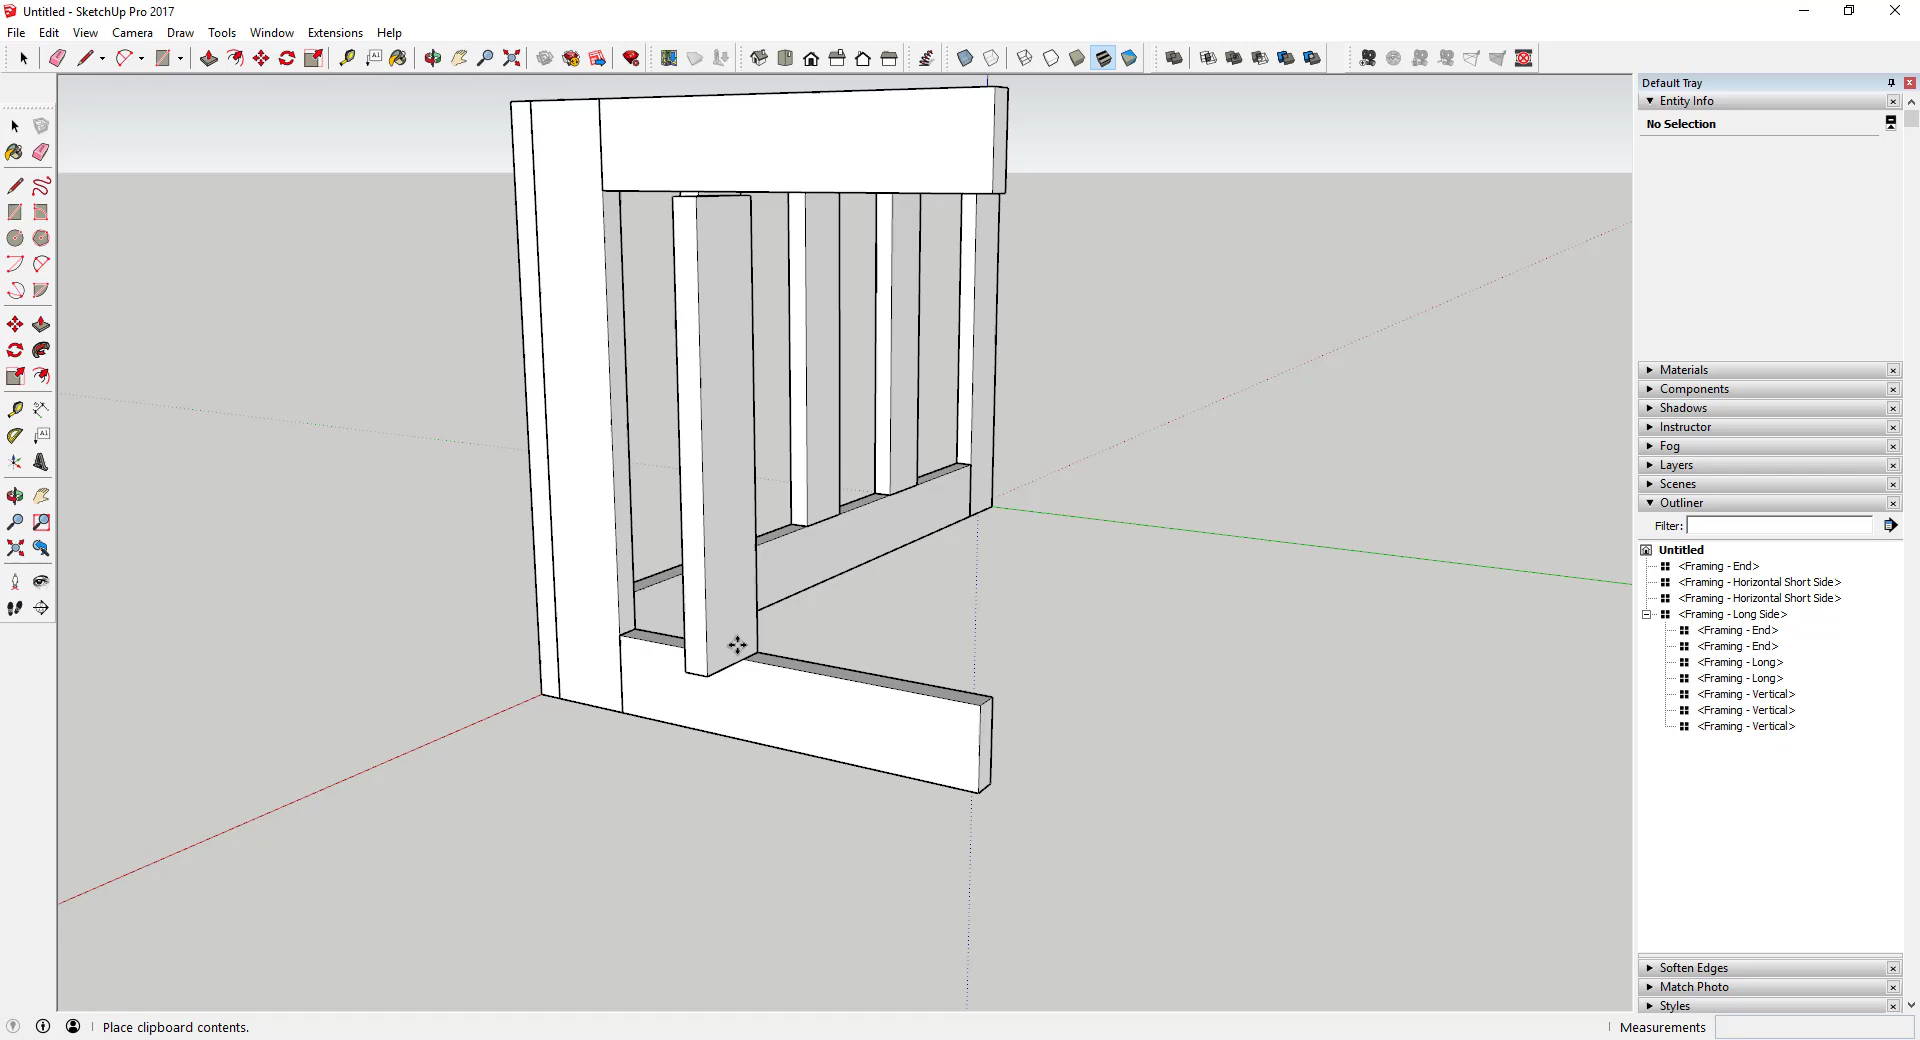 Untitled - SketchUp Pro 2017
File Edit View Camera Draw Tools Window Extensions Help
Default Tray
Entity Info
No Selection
Materials
Components
Shadows
Instructor
Fog
Layers
Scenes
Outliner
Filter:
Untitled
<Framing - End>
<Framing - Horizontal Short Side>
<Framing - Horizontal Short Side>
<Framing - Long Side>
<Framing - End>
<Framing - End>
<Framing - Long>
<Framing - Long>
<Framing - Vertical>
<Framing - Vertical>
<Framing - Vertical>
Soften Edges
Match Photo
Styles
Place clipboard contents.
Measurements